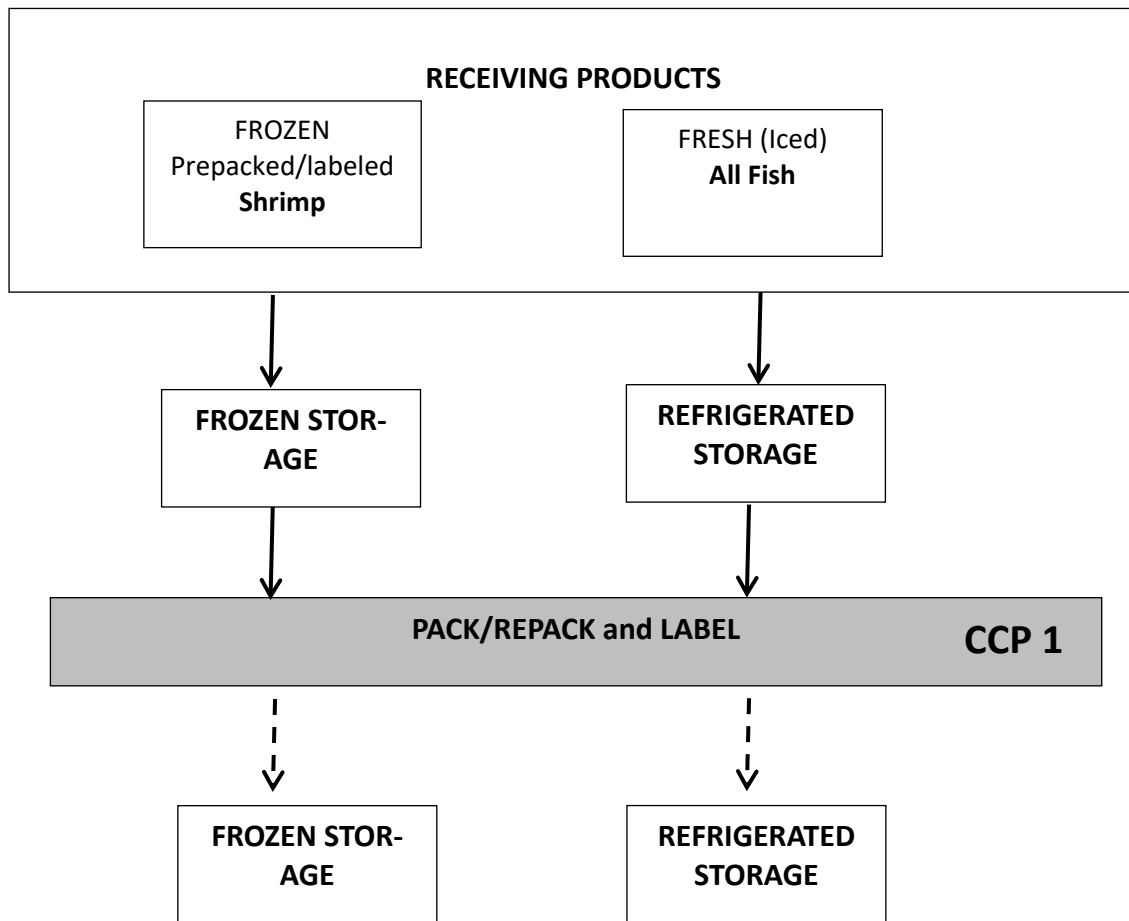 RECEIVING PRODUCTS
FROZEN
Prepacked/labeled
Shrimp
FRESH (Iced)
All Fish
FROZEN STOR-
AGE
REFRIGERATED
STORAGE
PACK/REPACK and LABEL
CCP 1
FROZEN STOR-
AGE
REFRIGERATED
STORAGE